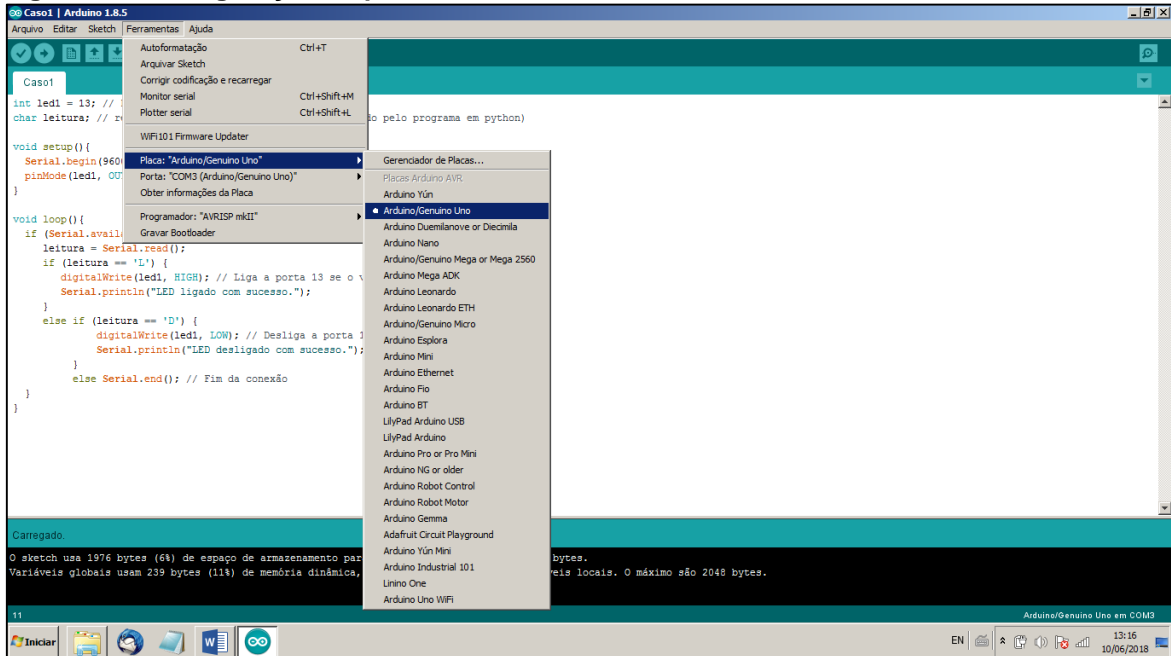 Caso1 | Arduino 1.8.5
Arquivo Editar Sketch Ferramentas Ajuda
Autoformatação Ctrl+T
Arquivar Sketch
Corrigir codificação e recarregar
Monitor serial Ctrl+Shift+M
Plotter serial Ctrl+Shift+L
WiFi101 Firmware Updater
Placa: "Arduino/Genuino Uno"
Porta: "COM3 (Arduino/Genuino Uno)"
Obter informações da Placa
Programador: "AVRISP mkII"
Gravar Bootloader
Gerenciador de Placas...
Placas Arduino AVR
Arduino Yún
Arduino/Genuino Uno
Arduino Duemilanove or Diecimila
Arduino Nano
Arduino/Genuino Mega or Mega 2560
Arduino Mega ADK
Arduino Leonardo
Arduino Leonardo ETH
Arduino/Genuino Micro
Arduino Esplora
Arduino Mini
Arduino Ethernet
Arduino Fio
Arduino BT
LilyPad Arduino USB
LilyPad Arduino
Arduino Pro or Pro Mini
Arduino NG or older
Arduino Robot Control
Arduino Robot Motor
Arduino Gemma
Adafruit Circuit Playground
Arduino Yún Mini
Arduino Industrial 101
Linino One
Arduino Uno WiFi
Caso1
int led1 = 13; //
char leitura; // r do pelo programa em python)
void setup(){
Serial.begin(960
pinMode(led1, OU
}
void loop(){
if (Serial.avail
leitura = Serial.read();
if (leitura == 'L') {
digitalWrite(led1, HIGH); // Liga a porta 13 se o v
Serial.println("LED ligado com sucesso.");
}
else if (leitura == 'D') {
digitalWrite(led1, LOW); // Desliga a porta 1
Serial.println("LED desligado com sucesso.");
}
else Serial.end(); // Fim da conexão
}
}
Carregado.
O sketch usa 1976 bytes (6%) de espaço de armazenamento par bytes.
Variáveis globais usam 239 bytes (11%) de memória dinâmica, eis locais. O máximo são 2048 bytes.
11 Arduino/Genuino Uno em COM3
Iniciar EN 13:16
10/06/2018